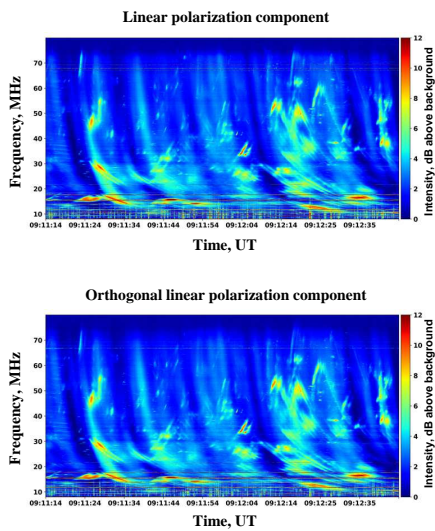 Linear polarization component
Frequency, MHz
70
60
50
40
30
20
10
09:11:14 09:11:24 09:11:34 09:11:44 09:11:54 09:12:04 09:12:14 09:12:25 09:12:35
Time, UT
12
10
8
6
4
2
0
Intensity, dB above background
Orthogonal linear polarization component
Frequency, MHz
70
60
50
40
30
20
10
09:11:14 09:11:24 09:11:34 09:11:44 09:11:54 09:12:04 09:12:14 09:12:25 09:12:35
Time, UT
12
10
8
6
4
2
0
Intensity, dB above background